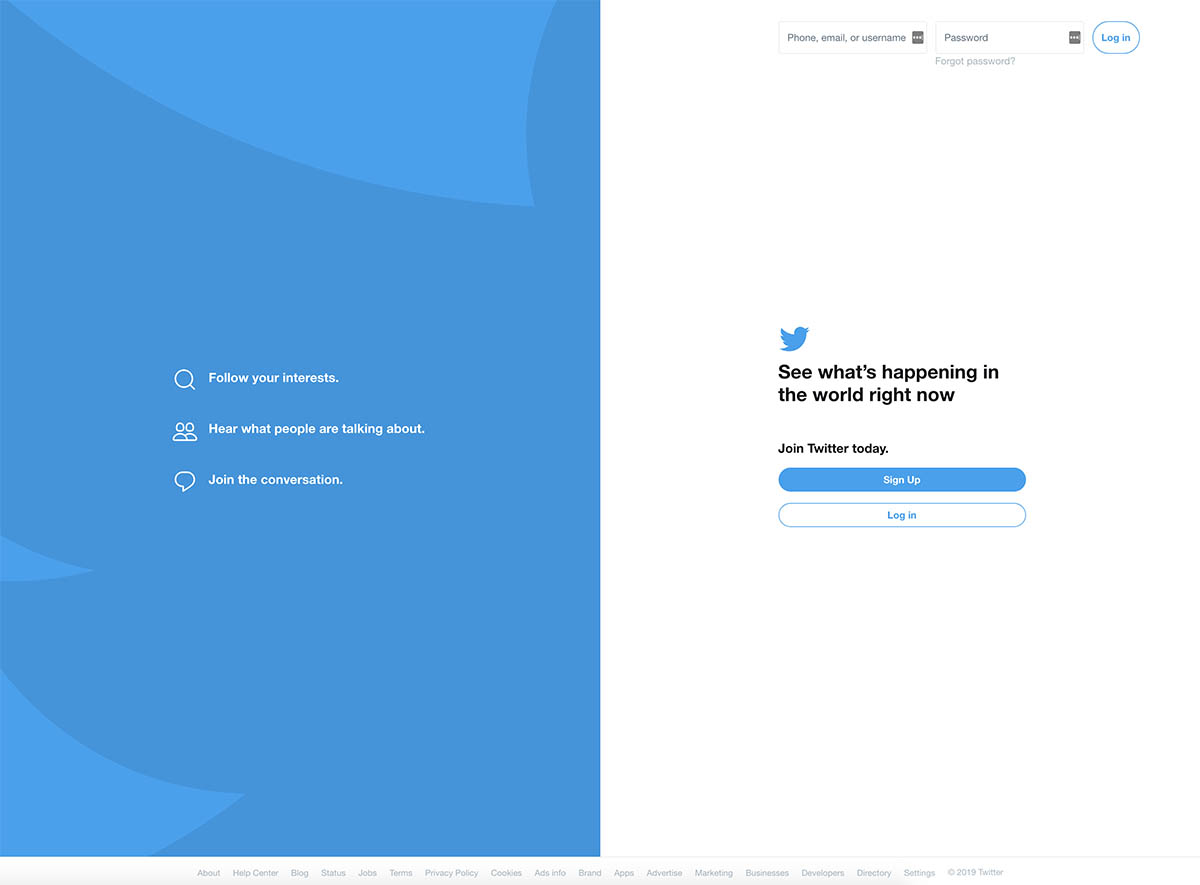 Phone, email, or username
Password
Log in
Forgot password?
Follow your interests.
Hear what people are talking about.
Join the conversation.
See what’s happening in
the world right now
Join Twitter today.
Sign Up
Log in
About Help Center Blog Status Jobs Terms Privacy Policy Cookies Ads info Brand Apps Advertise Marketing Businesses Developers Directory Settings © 2019 Twitter